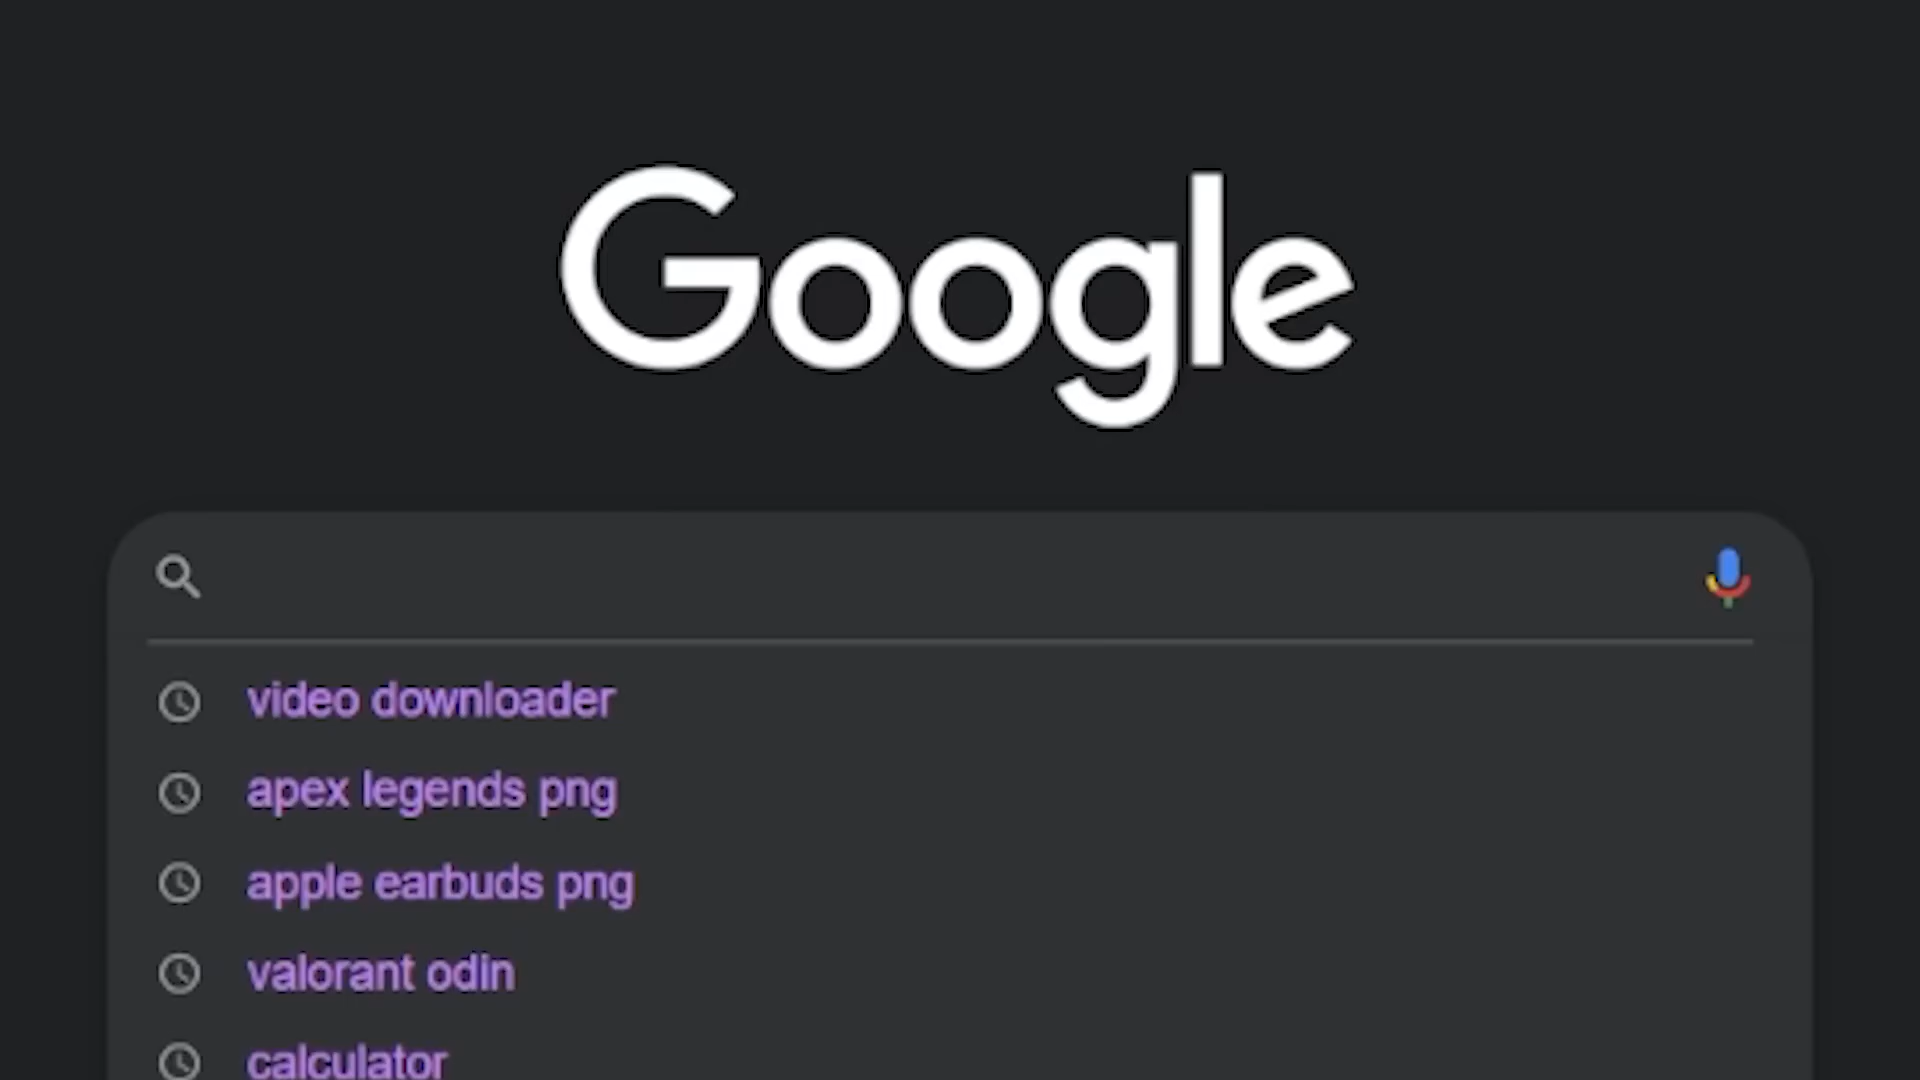 Google
video downloader
apex legends png
apple earbuds png
valorant odin
calculator